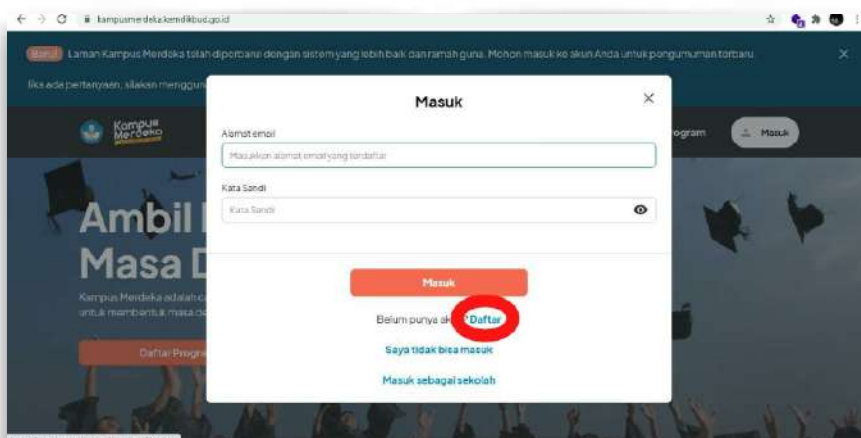 kampusmerdeka.kemdikbud.go.id
Baru! Laman Kampus Merdeka telah diperbarui dengan sistem yang lebih baik dan ramah guna. Mohon masuk ke akun Anda untuk pengumuman terbaru
Jika ada pertanyaan, silakan menggun
Kampus
Merdeka
ogram
Masuk
Masuk
Alamat email
Masukkan alamat email yang terdaftar
Kata Sandi
Kata Sandi
Masuk
Belum punya ak Daftar
Saya tidak bisa masuk
Masuk sebagai sekolah
Ambil
Masa D
Kampus Merdeka adalah c
untuk membentuk masa de
Daftar Progra